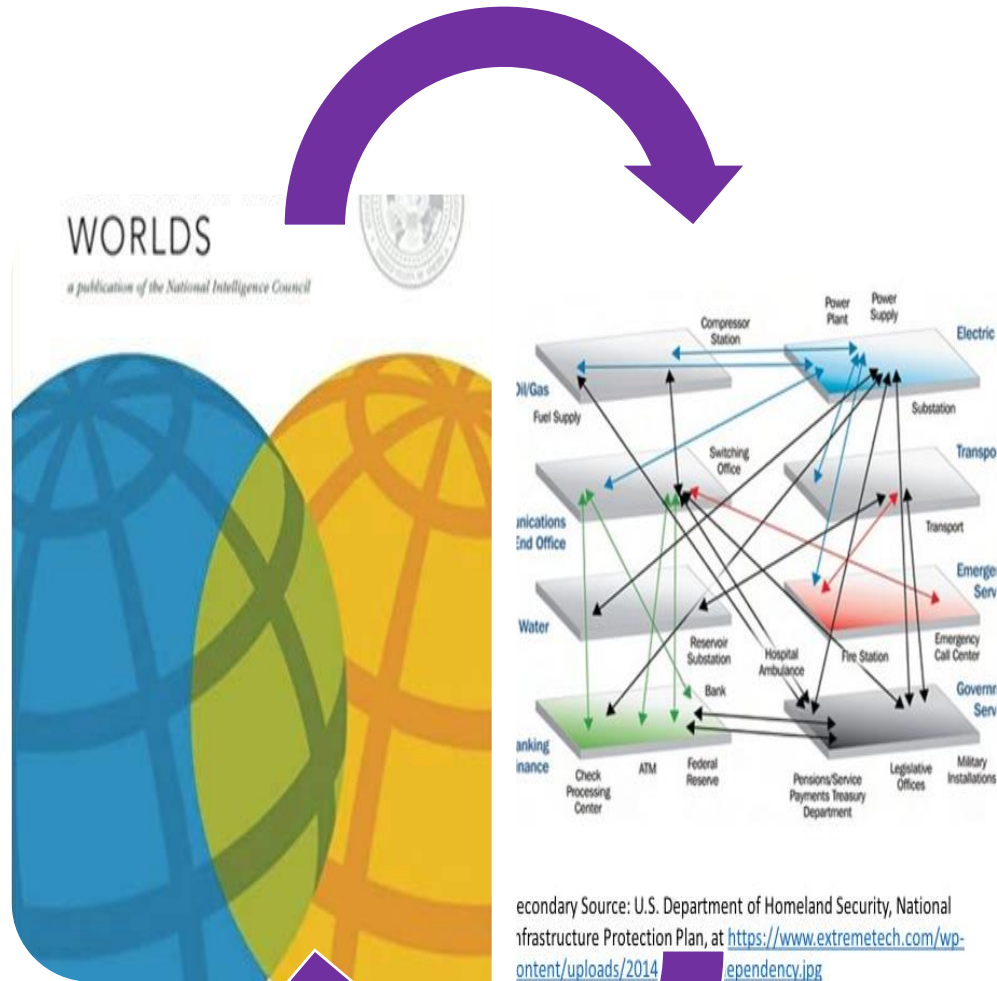 WORLDS
a publication of the National Intelligence Council
Power
Plant
Power
Supply
Compressor
Station
Electric
Oil/Gas
Fuel Supply
Substation
Switching
Office
Transpo
unications
End Office
Transport
Emerge
Serv
Water
Reservoir
Substation
Hospital
Ambulance
Fire Station
Emergency
Call Center
Bank
Governm
Serv
anking
inance
Check
Processing
Center
ATM
Federal
Reserve
Pensions/Service
Payments Treasury
Department
Legislative
Offices
Military
Installations
econdary Source: U.S. Department of Homeland Security, National
nfrastructure Protection Plan, at https://www.extremetech.com/wp-
ontent/uploads/2014 ependency.jpg